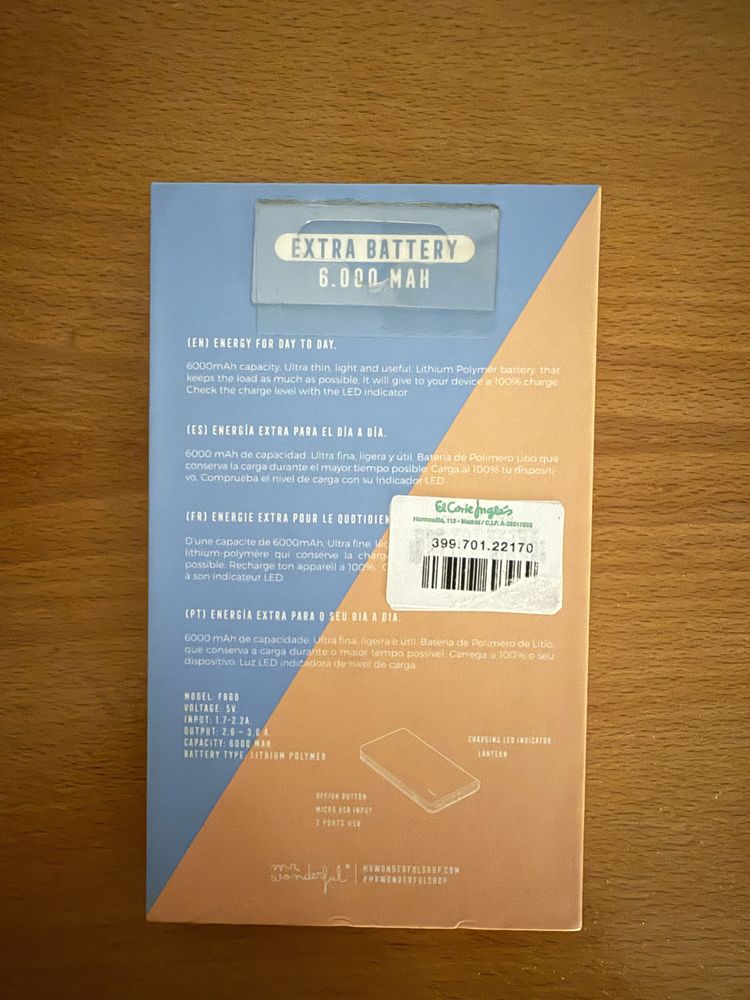 EXTRA BATTERY
6.000 MAH
(EN) ENERGY FOR DAY TO DAY.
6000mAh capacity. Ultra thin, light and useful. Lithium Polymer battery, that
keeps the load as much as possible. It will give to your device a 100% charge.
Check the charge level with the LED indicator
(ES) ENERGÍA EXTRA PARA EL DÍA A DÍA.
6000 mAh de capacidad. Ultra fina, ligera y útil. Batería de Polímero Litio que
conserva la carga durante el mayor tiempo posible. Carga al 100% tu dispositi-
vo. Comprueba el nivel de carga con su Indicador LED.
(FR) ENERGIE EXTRA POUR LE QUOTIDIEN
D'une capacite de 6000mAh. Ultra fine,
lithium-polymère qui conserve la
possible. Recharge ton appareil a 100%.
à son indicateur LED
El Corte Inglés
Hermosilla, 112 - Madrid / C.I.F. A-28017895
399.701.22170
(PT) ENERGÍA EXTRA PARA O SEU DIA A DIA.
6000 mAh de capacidade. Ultra fina, ligeira e útil. Bateria de Polimero de Litio,
que conserve a carga durante o maior tempo possível. Carrega a 100% o seu
dispositivo. Luz LED indicadora de nivel de carga.
MODEL: FB60
VOLTAGE: 5V.
INPUT: 1.7-2.2A.
OUTPUT: 2.6 - 3.0 A.
CAPACITY: 6000 MAH.
BATTERY TYPE: LITHIUM POLYMER
CHARGING LED INDICATOR
LANTERN
OFF/ON BUTTON
MICRO USB INPUT
2 PORTS USB
mr wonderful*
MRWONDERFULSHOP.COM
#MRWONDERFULSHOP